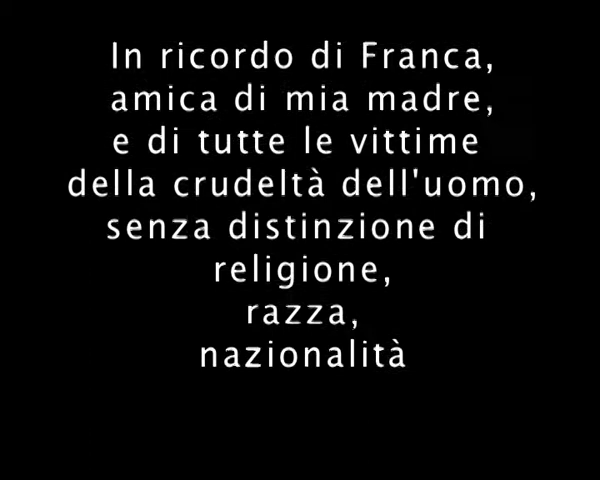 In ricordo di Franca,
amica di mia madre,
e di tutte le vittime
della crudeltà dell'uomo,
senza distinzione di
religione,
razza,
nazionalità